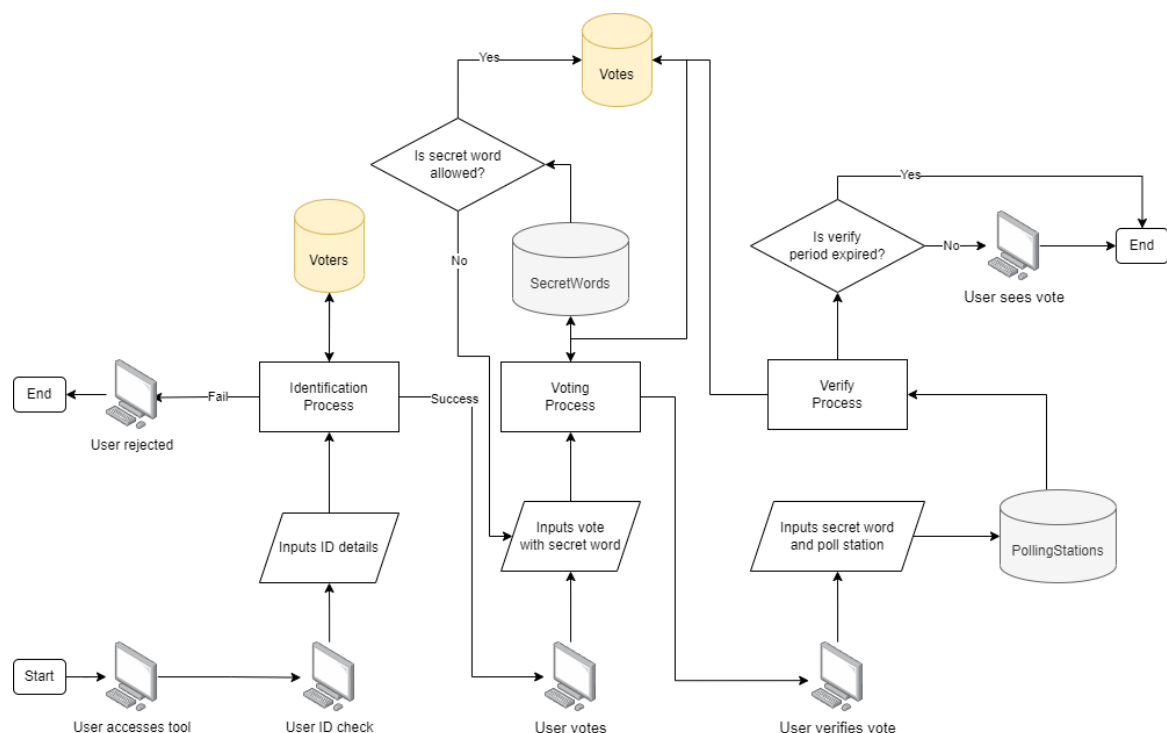 Yes
Votes
Is secret word
allowed?
Yes
Voters
No
SecretWords
Is verify
period expired?
No
End
User sees vote
End
Fail
Identification
Process
Success
Voting
Process
Verify
Process
User rejected
Inputs ID details
Inputs vote
with secret word
Inputs secret word
and poll station
PollingStations
Start
User accesses tool
User ID check
User votes
User verifies vote